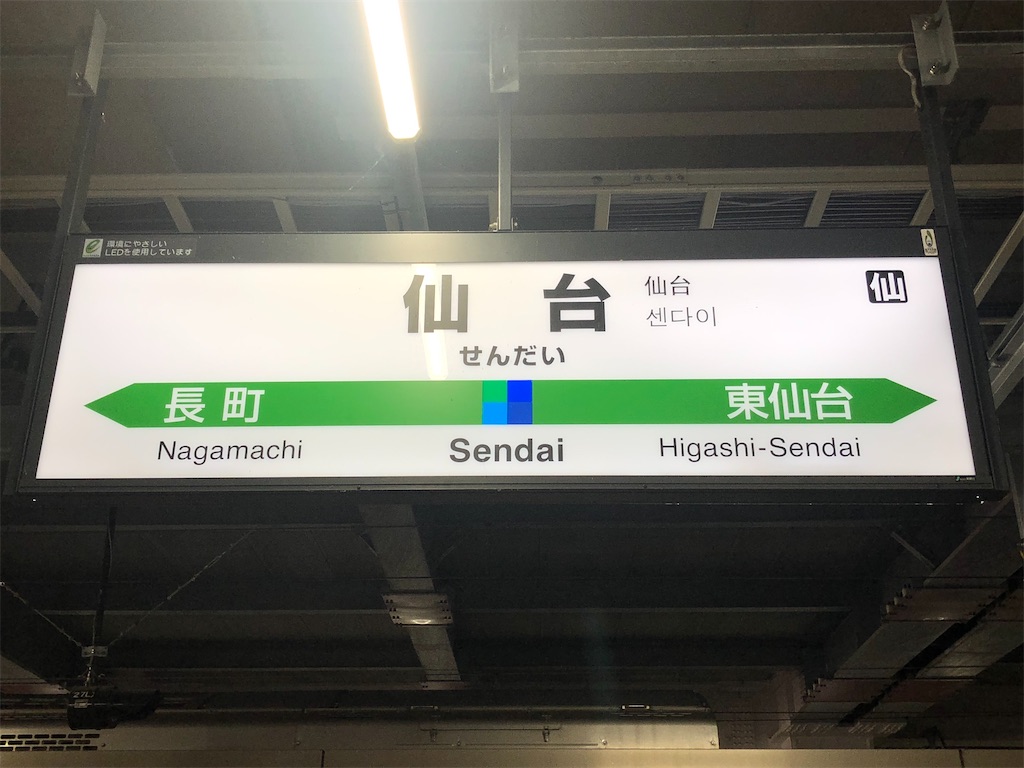 環境にやさしい
LEDを使用しています
仙台
仙台
센다이
仙
せんだい
長町
東仙台
Nagamachi
Sendai
Higashi-Sendai
27L